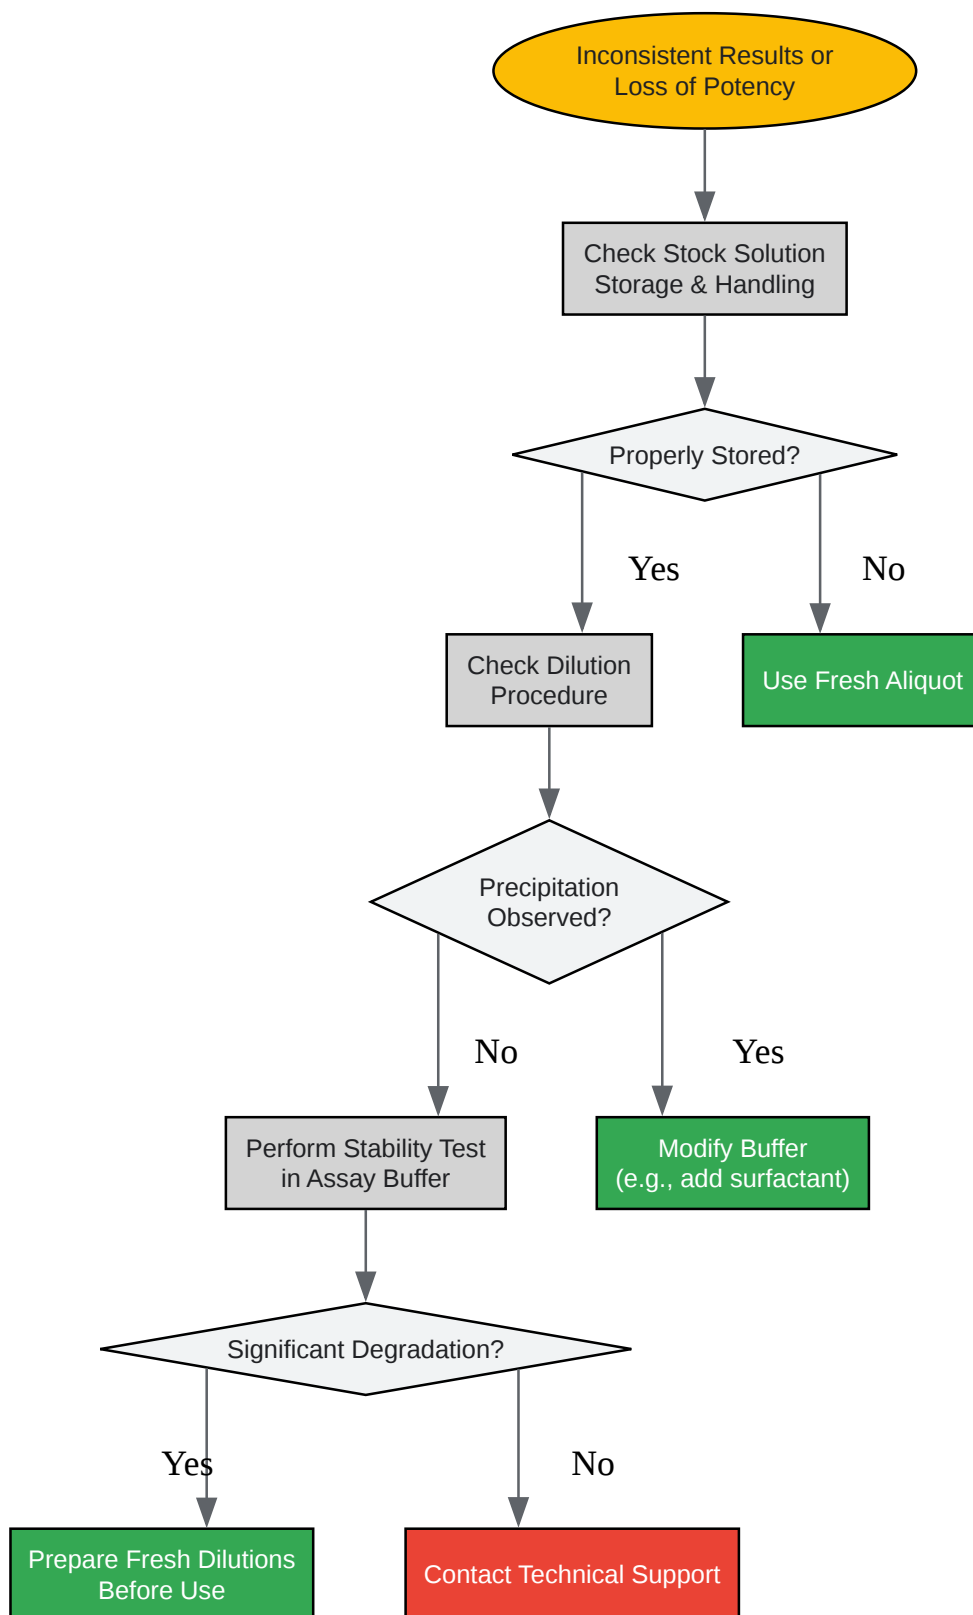 Inconsistent Results or
Loss of Potency
Check Stock Solution
Storage & Handling
Properly Stored?
Yes
No
Check Dilution
Procedure
Use Fresh Aliquot
Precipitation
Observed?
No
Yes
Perform Stability Test
in Assay Buffer
Modify Buffer
(e.g., add surfactant)
Significant Degradation?
Yes
No
Prepare Fresh Dilutions
Before Use
Contact Technical Support